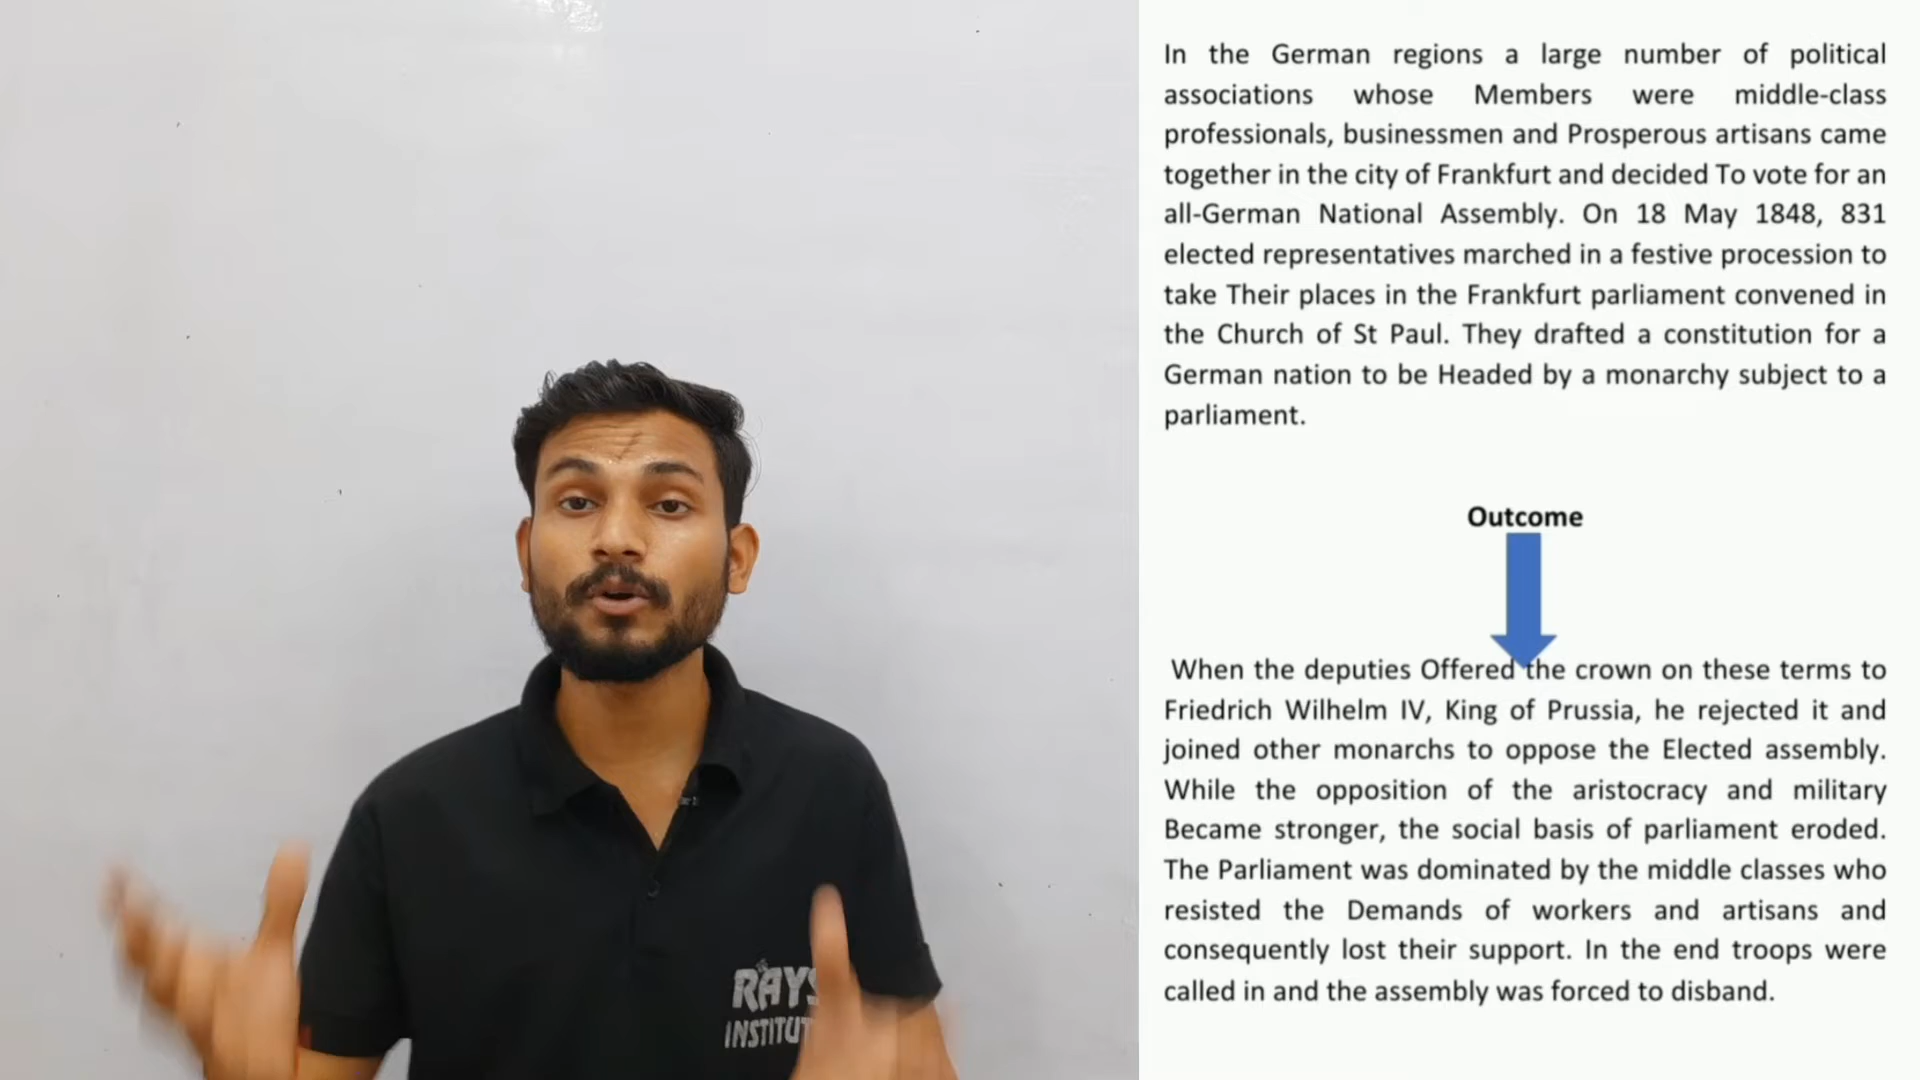 In the German regions a large number of political
associations whose Members were middle-class
professionals, businessmen and Prosperous artisans came
together in the city of Frankfurt and decided To vote for an
all-German National Assembly. On 18 May 1848, 831
elected representatives marched in a festive procession to
take Their places in the Frankfurt parliament convened in
the Church of St Paul. They drafted a constitution for a
German nation to be Headed by a monarchy subject to a
parliament.
Outcome
When the deputies Offered the crown on these terms to
Friedrich Wilhelm IV, King of Prussia, he rejected it and
joined other monarchs to oppose the Elected assembly.
While the opposition of the aristocracy and military
Became stronger, the social basis of parliament eroded.
The Parliament was dominated by the middle classes who
resisted the Demands of workers and artisans and
consequently lost their support. In the end troops were
called in and the assembly was forced to disband.
RAYS
INSTITUT